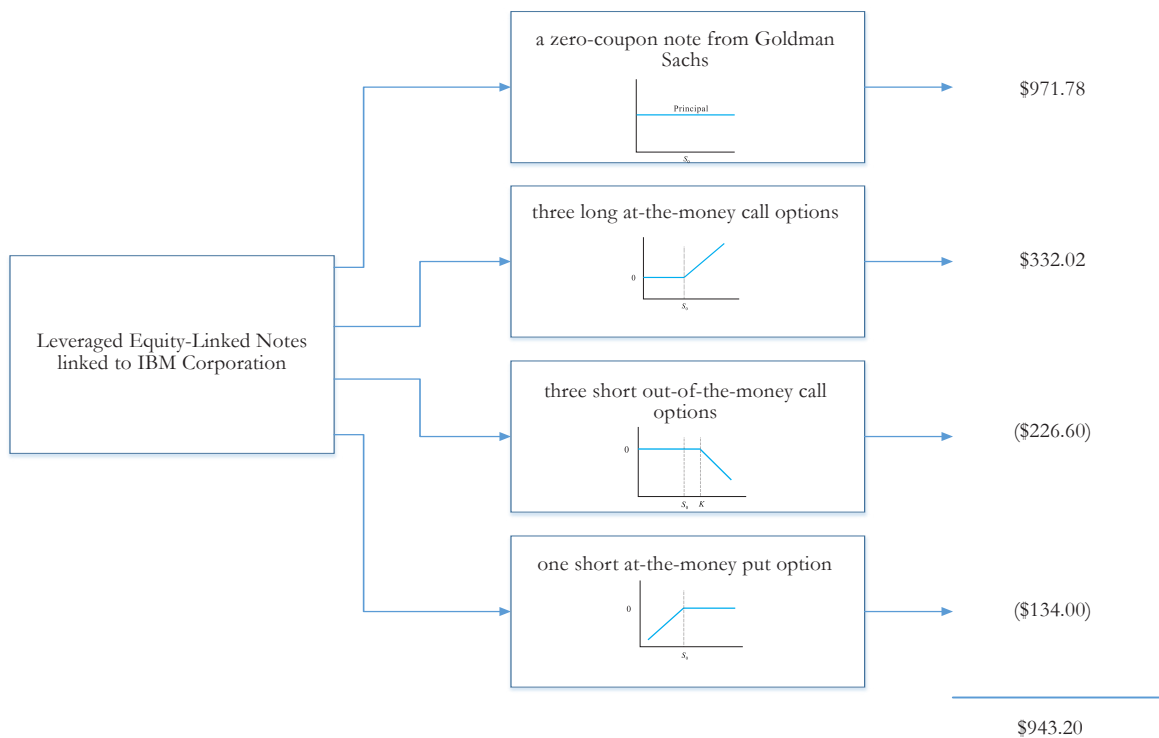 Leveraged Equity-Linked Notes
linked to IBM Corporation
a zero-coupon note from Goldman
Sachs
Principal
S₀
$971.78
three long at-the-money call options
0
S₀
$332.02
three short out-of-the-money call
options
0
S₀ K
($226.60)
one short at-the-money put option
0
S₀
($134.00)
$943.20